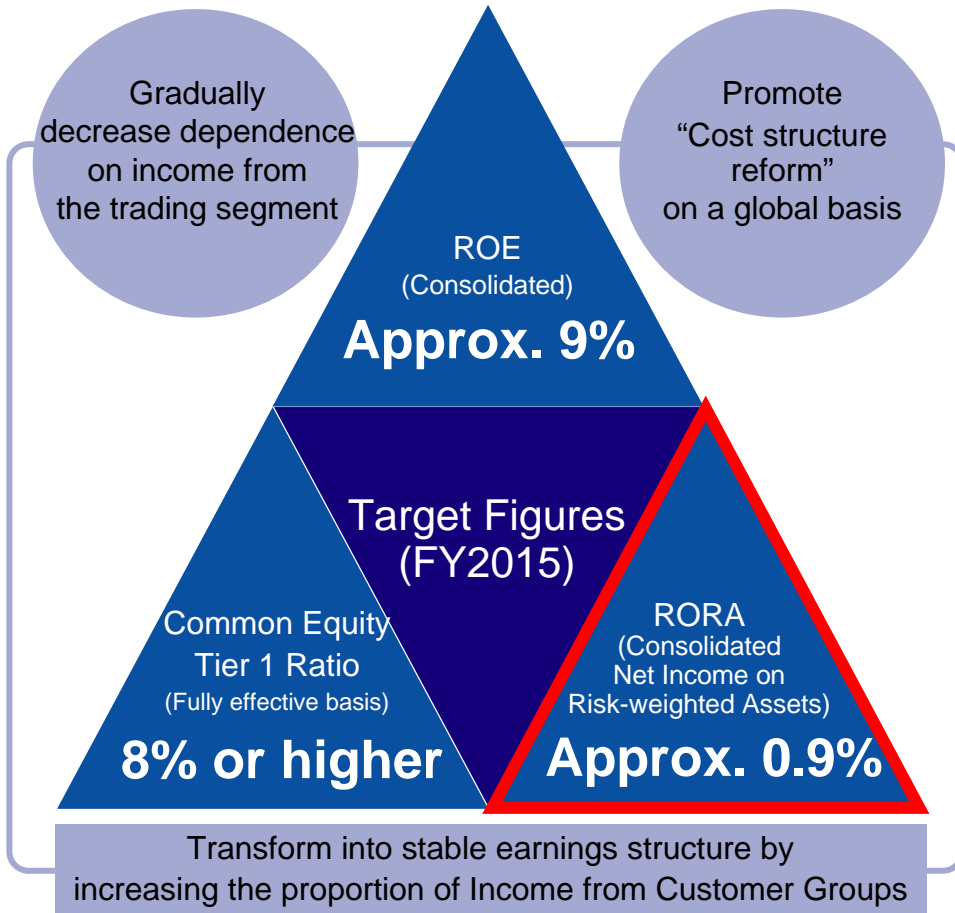 Gradually
decrease dependence
on income from
the trading segment
Promote
“Cost structure
reform”
on a global basis
ROE
(Consolidated)
Approx. 9%
Target Figures
(FY2015)
Common Equity
Tier 1 Ratio
(Fully effective basis)
8% or higher
RORA
(Consolidated
Net Income on
Risk-weighted Assets)
Approx. 0.9%
Transform into stable earnings structure by
increasing the proportion of Income from Customer Groups